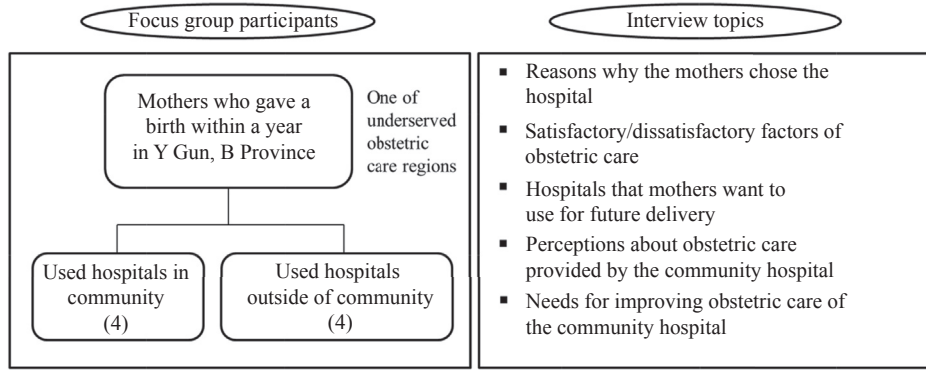 Focus group participants
Mothers who gave a
birth within a year
in Y Gun, B Province
One of
underserved
obstetric
care regions
Used hospitals in
community
(4)
Used hospitals
outside of community
(4)
Interview topics
▪ Reasons why the mothers chose the
hospital
▪ Satisfactory/dissatisfactory factors of
obstetric care
▪ Hospitals that mothers want to
use for future delivery
▪ Perceptions about obstetric care
provided by the community hospital
▪ Needs for improving obstetric care of
the community hospital